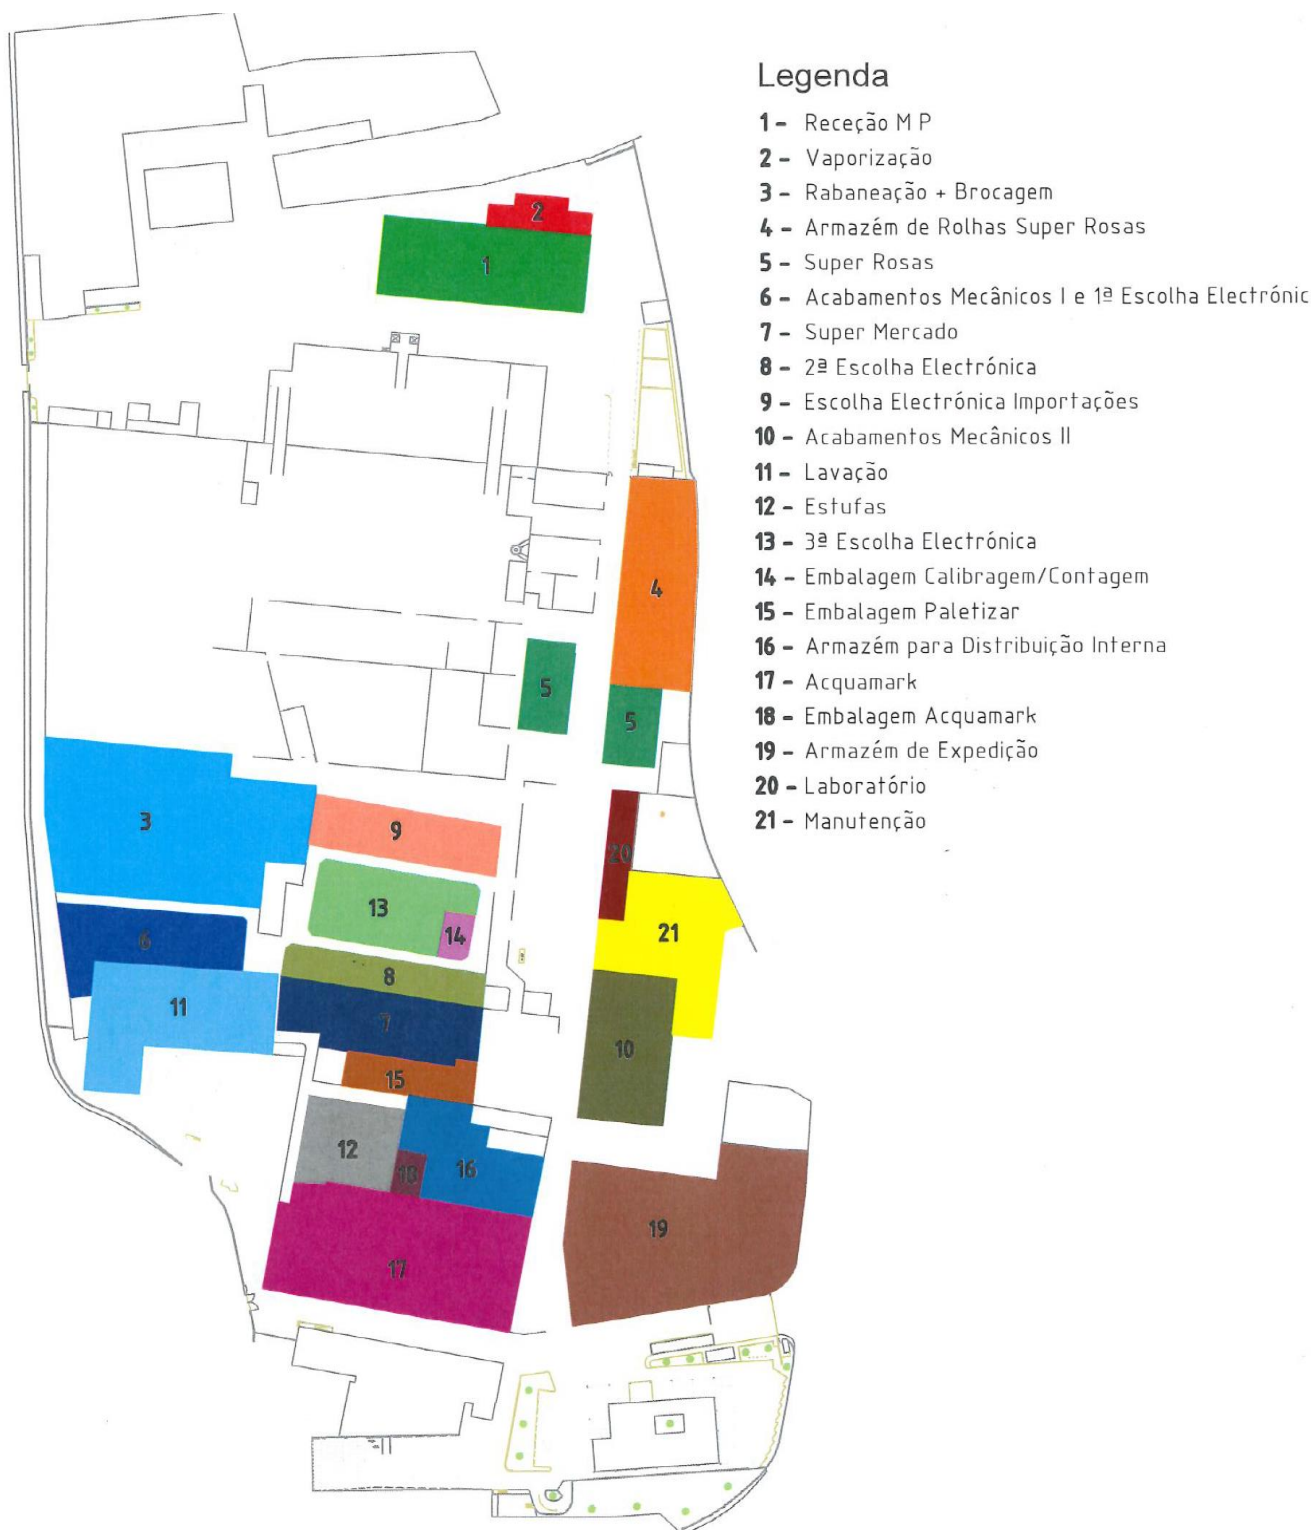 Legenda
1 - Receção M P
2 - Vaporização
3 - Rabaneação + Brocagem
4 - Armazém de Rolhas Super Rosas
5 - Super Rosas
6 - Acabamentos Mecânicos I e 1ª Escolha Electrónic
7 - Super Mercado
8 - 2ª Escolha Electrónica
9 - Escolha Electrónica Importações
10 - Acabamentos Mecânicos II
11 - Lavação
12 - Estufas
13 - 3ª Escolha Electrónica
14 - Embalagem Calibragem/Contagem
15 - Embalagem Paletizar
16 - Armazém para Distribuição Interna
17 - Acquamark
18 - Embalagem Acquamark
19 - Armazém de Expedição
20 - Laboratório
21 - Manutenção
2
1
4
5
5
3
9
20
13
14
21
6
8
11
7
10
15
12
18
16
19
17